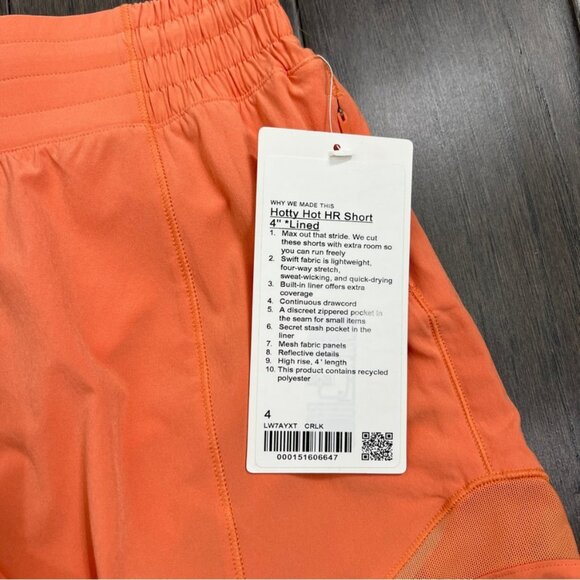 WHY WE MADE THIS
Hotty Hot HR Short
4" *Lined
1. Max out that stride. We cut
these shorts with extra room so
you can run freely
2. Swift fabric is lightweight,
four-way stretch,
sweat-wicking, and quick-drying
3. Built-in liner offers extra
coverage
4. Continuous drawcord
5. A discreet zippered pocket in
the seam for small items
6. Secret stash pocket in the
liner
7. Mesh fabric panels
8. Reflective details
9. High rise, 4" length
10. This product contains recycled
polyester
4
LW7AYXT CRLK
000151606647